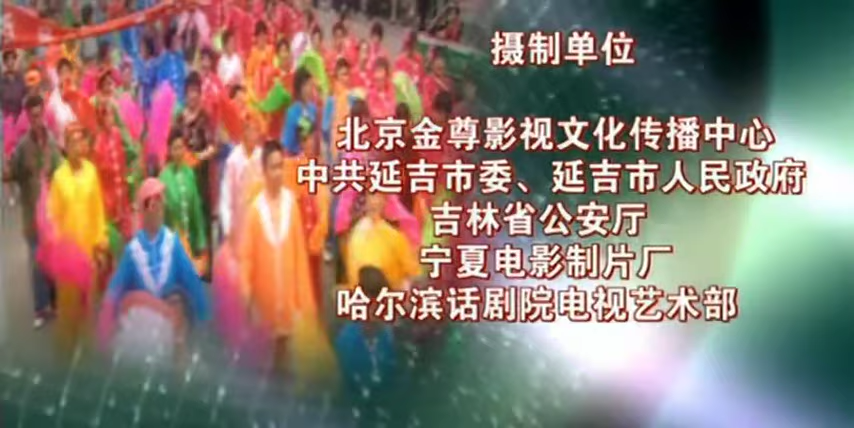 摄制单位
北京金尊影视文化传播中心
中共延吉市委、延吉市人民政府
吉林省公安厅
宁夏电影制片厂
哈尔滨话剧院电视艺术部